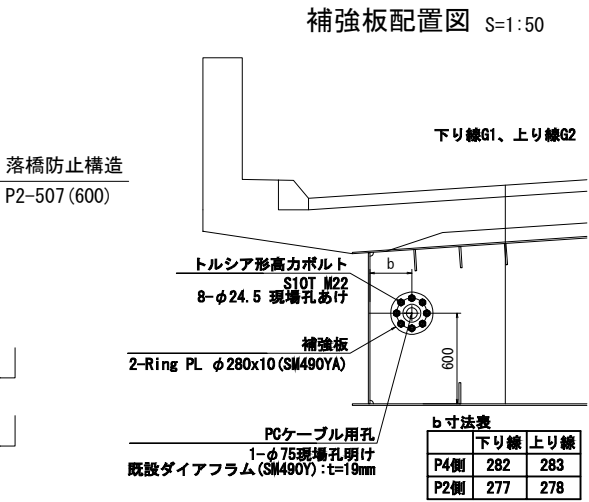 補強板配置図 S=1:50
下り線G1、上り線G2
落橋防止構造
P2-507(600)
トルシア形高力ボルト
S10T M22
8-φ24.5 現場孔あけ
b
補強板
2-Ring PL φ280x10(SM490YA)
600
PCケーブル用孔
1-φ75現場孔明け
既設ダイアフラム(SM490Y):t=19mm
b寸法表
下り線 上り線
P4側 282 283
P2側 277 278